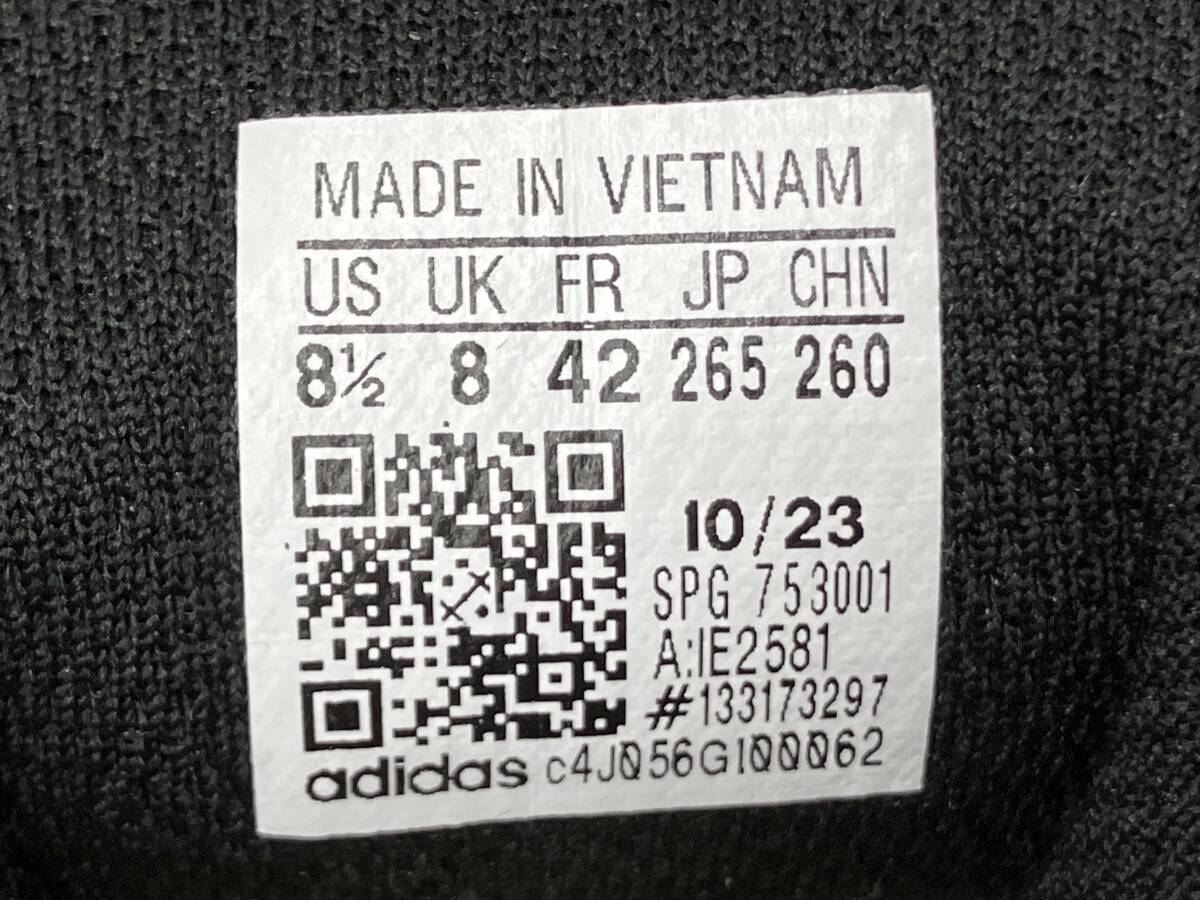 MADE IN VIETNAM
US UK FR JP CHN
8½ 8 42 265 260
10/23
SPG 753001
A:IE2581
#133173297
adidas c4J056GI00062